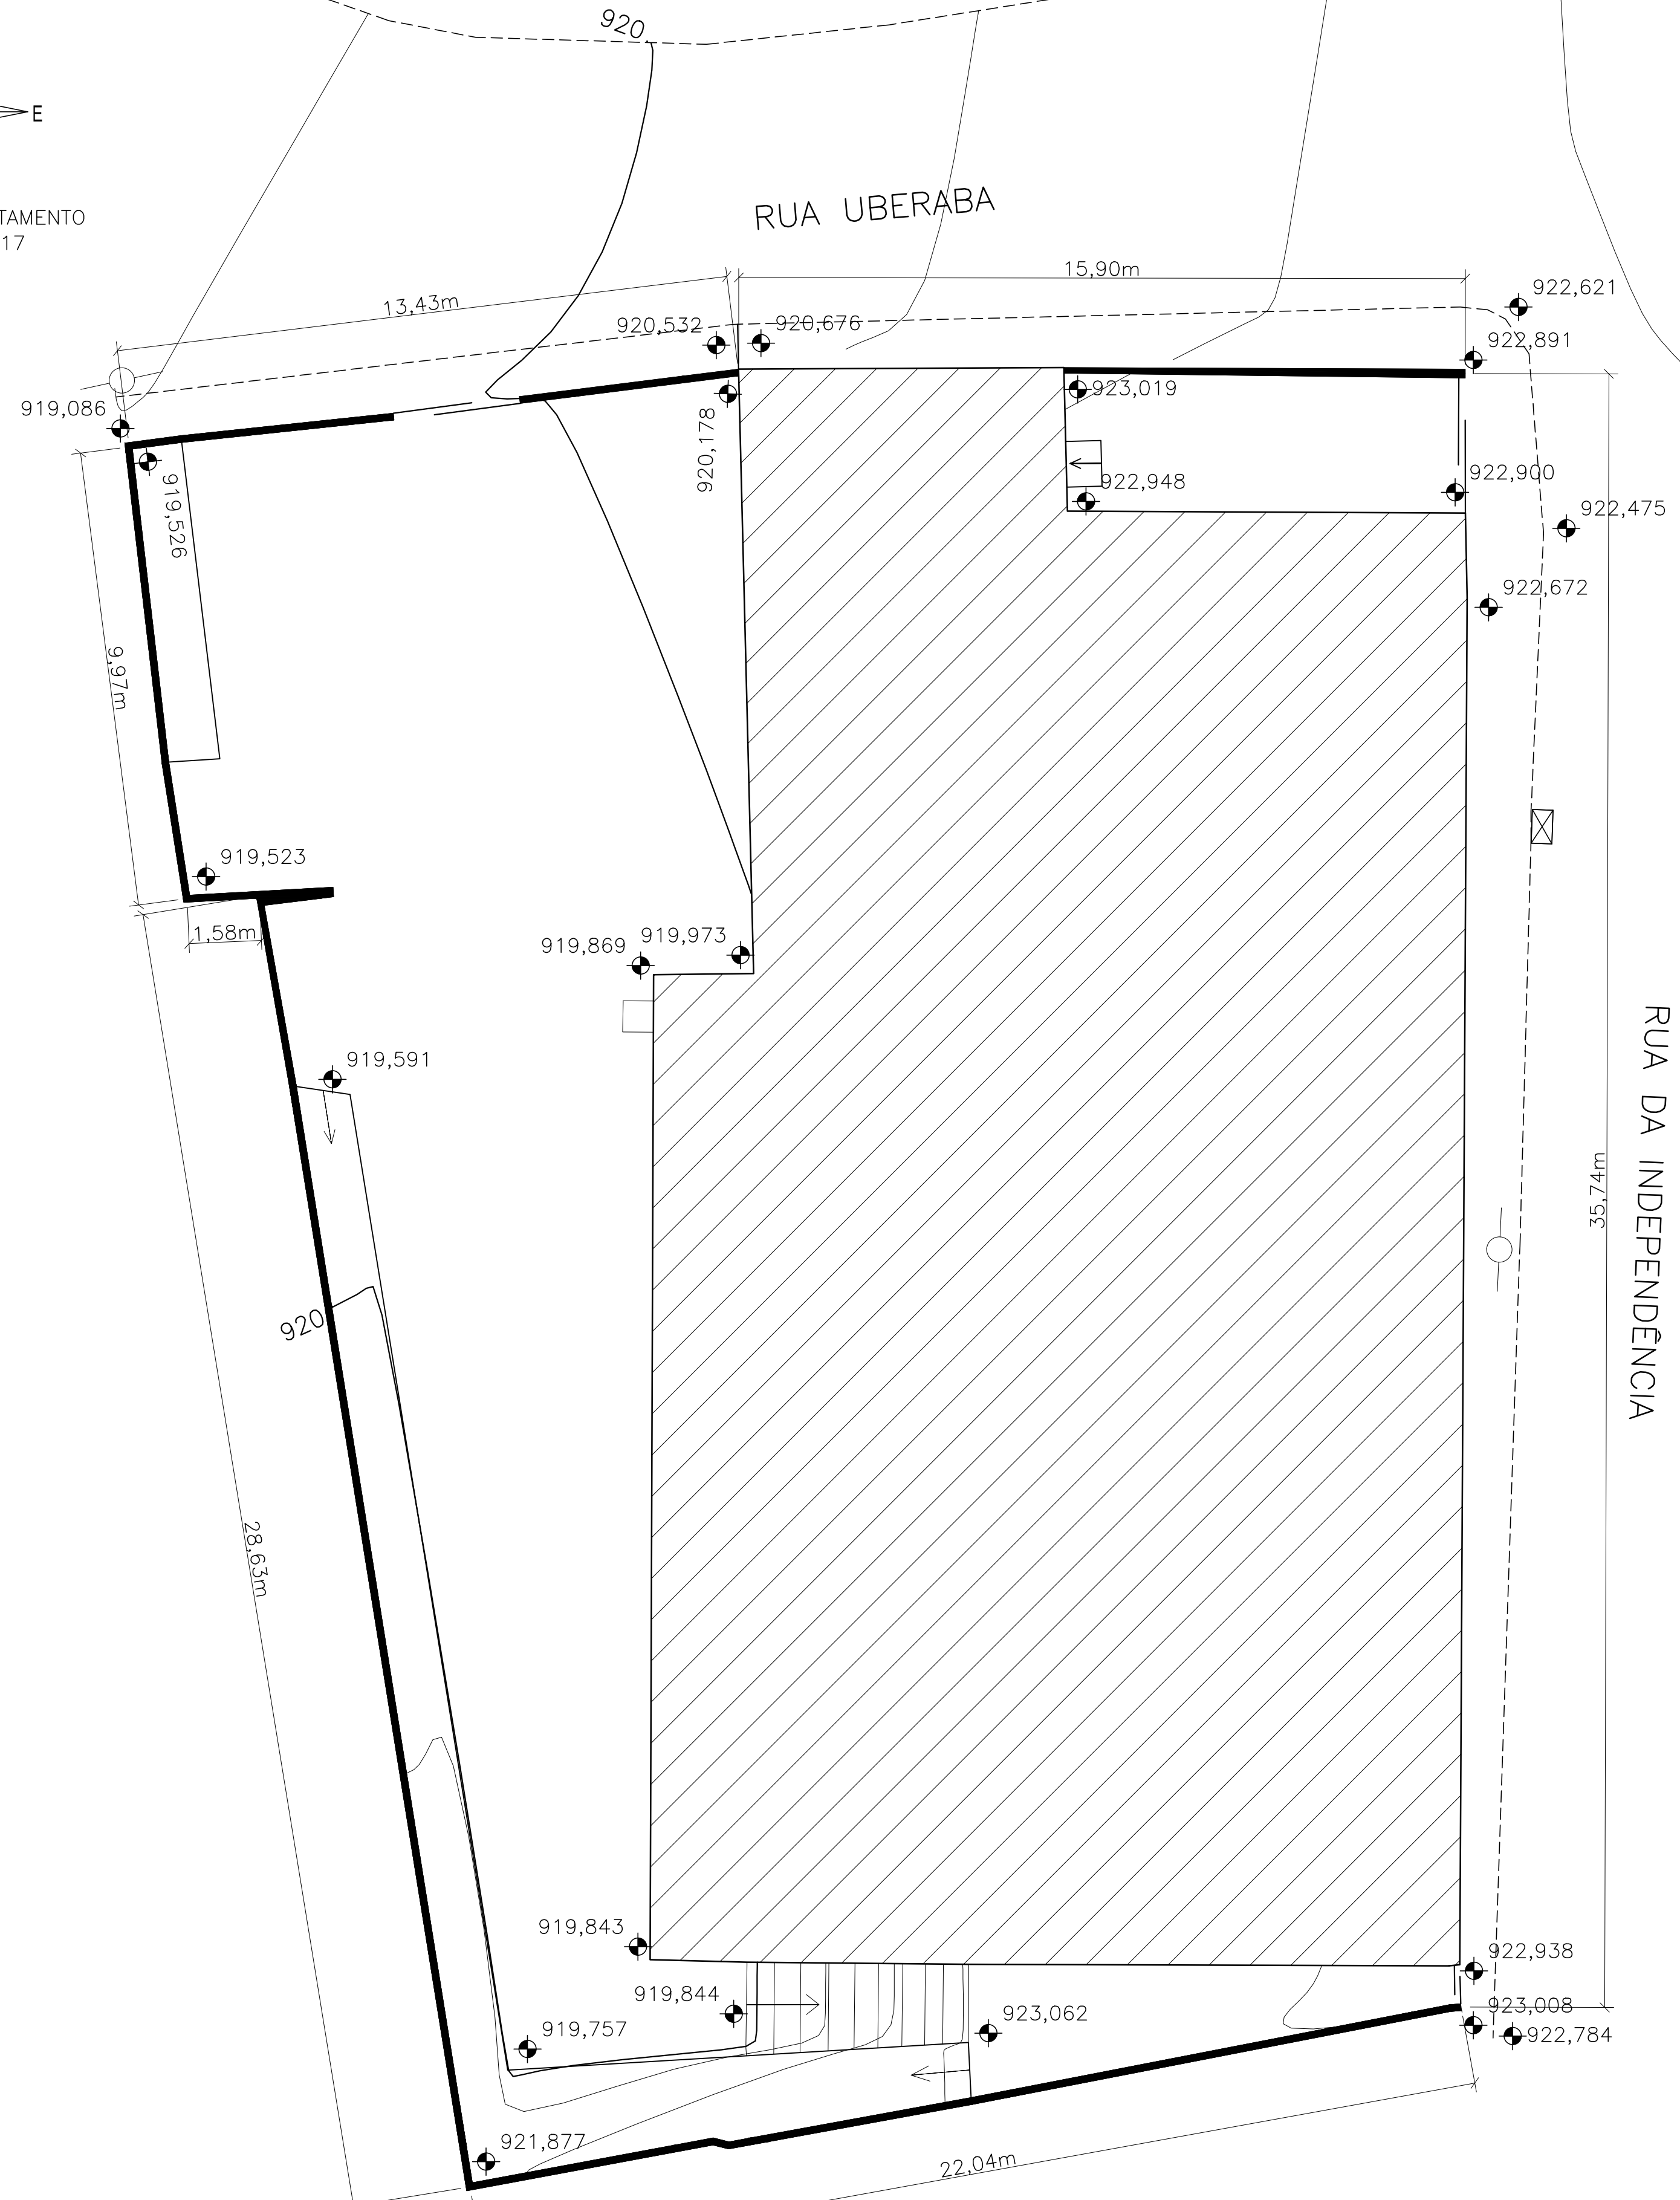 920
E
TAMENTO
17
RUA UBERABA
15,90m
13,43m
922,621
920,532
920,676
922,891
919,086
923,019
920,178
919,526
922,948
922,900
922,475
922,672
9,97m
919,523
1,58m
919,869
919,973
919,591
RUA DA INDEPENDÊNCIA
35,74m
920
28,63m
919,843
922,938
919,844
923,062
923,008
919,757
922,784
921,877
22,04m